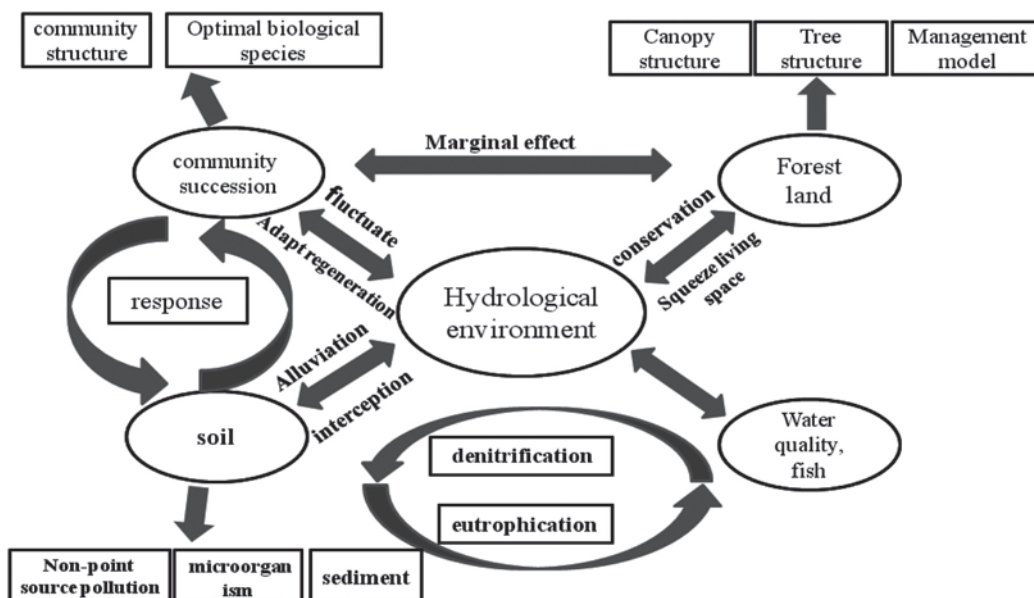 community
structure
Optimal biological
species
Canopy
structure
Tree
structure
Management
model
Marginal effect
community
succession
Forest
land
fluctuate
Adapt regeneration
conservation
Squeeze living
space
response
Hydrological
environment
Alluviation
interception
soil
denitrification
eutrophication
Water
quality,
fish
Non-point
source pollution
microorgan
ism
sediment